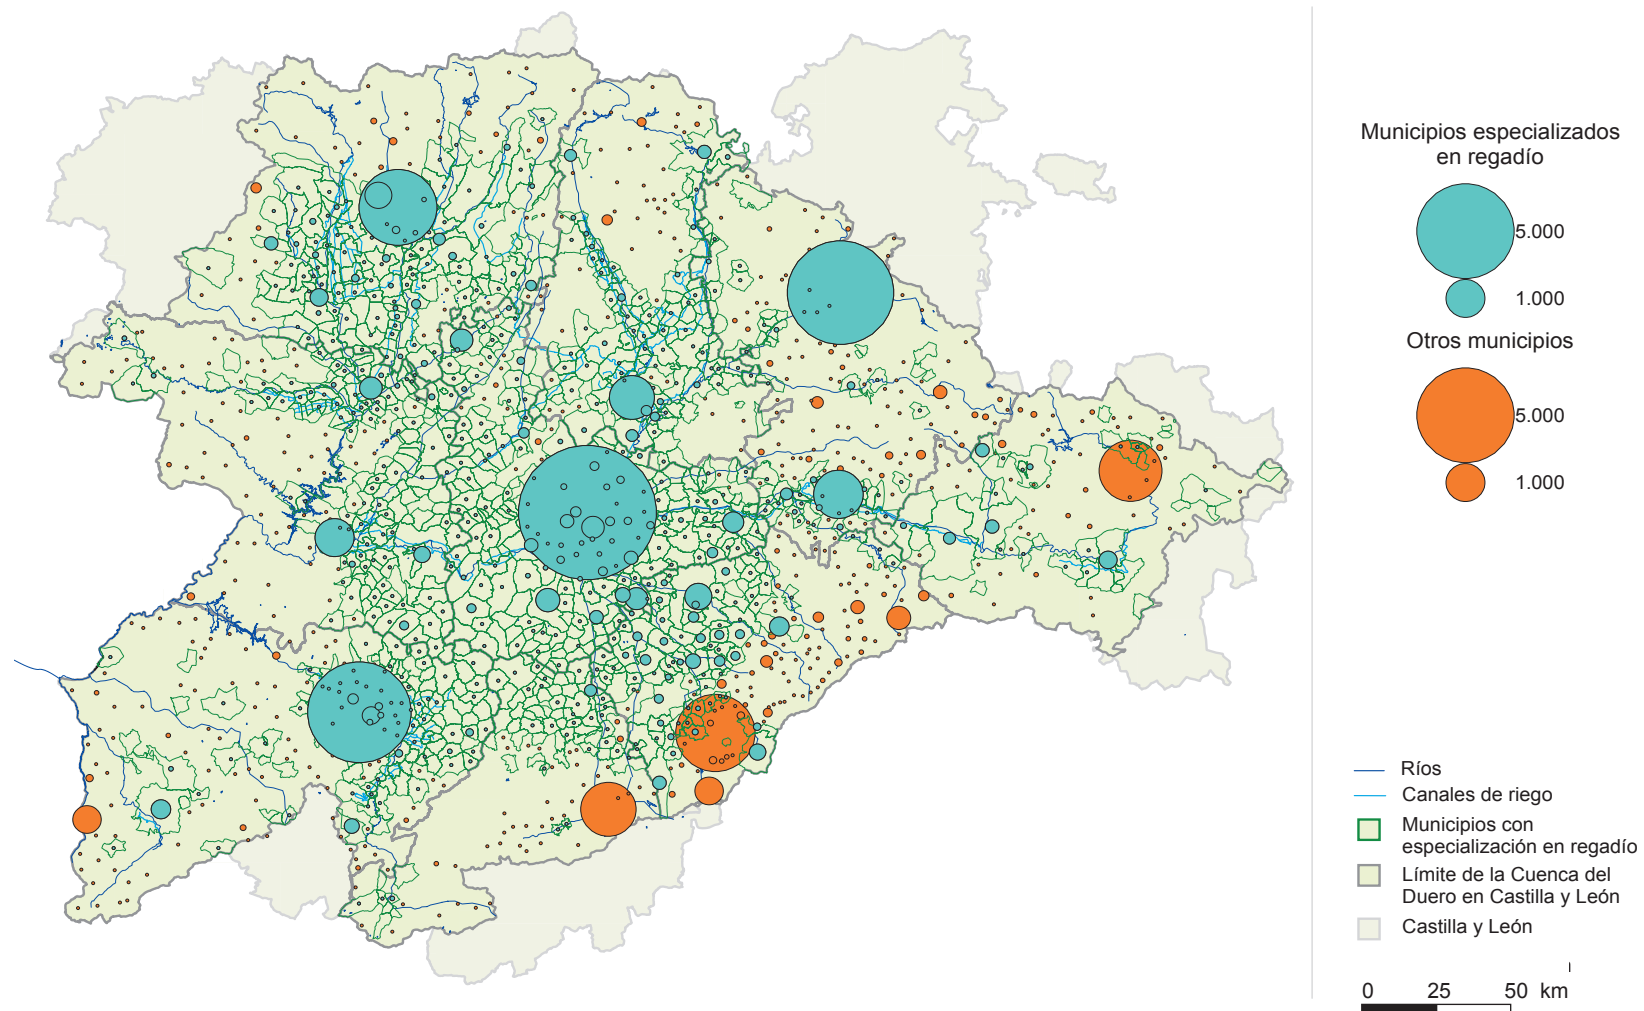 Municipios especializados
en regadío
5.000
1.000
Otros municipios
5.000
1.000
Ríos
Canales de riego
Municipios con
especialización en regadío
Límite de la Cuenca del
Duero en Castilla y León
Castilla y León
0 25 50 km